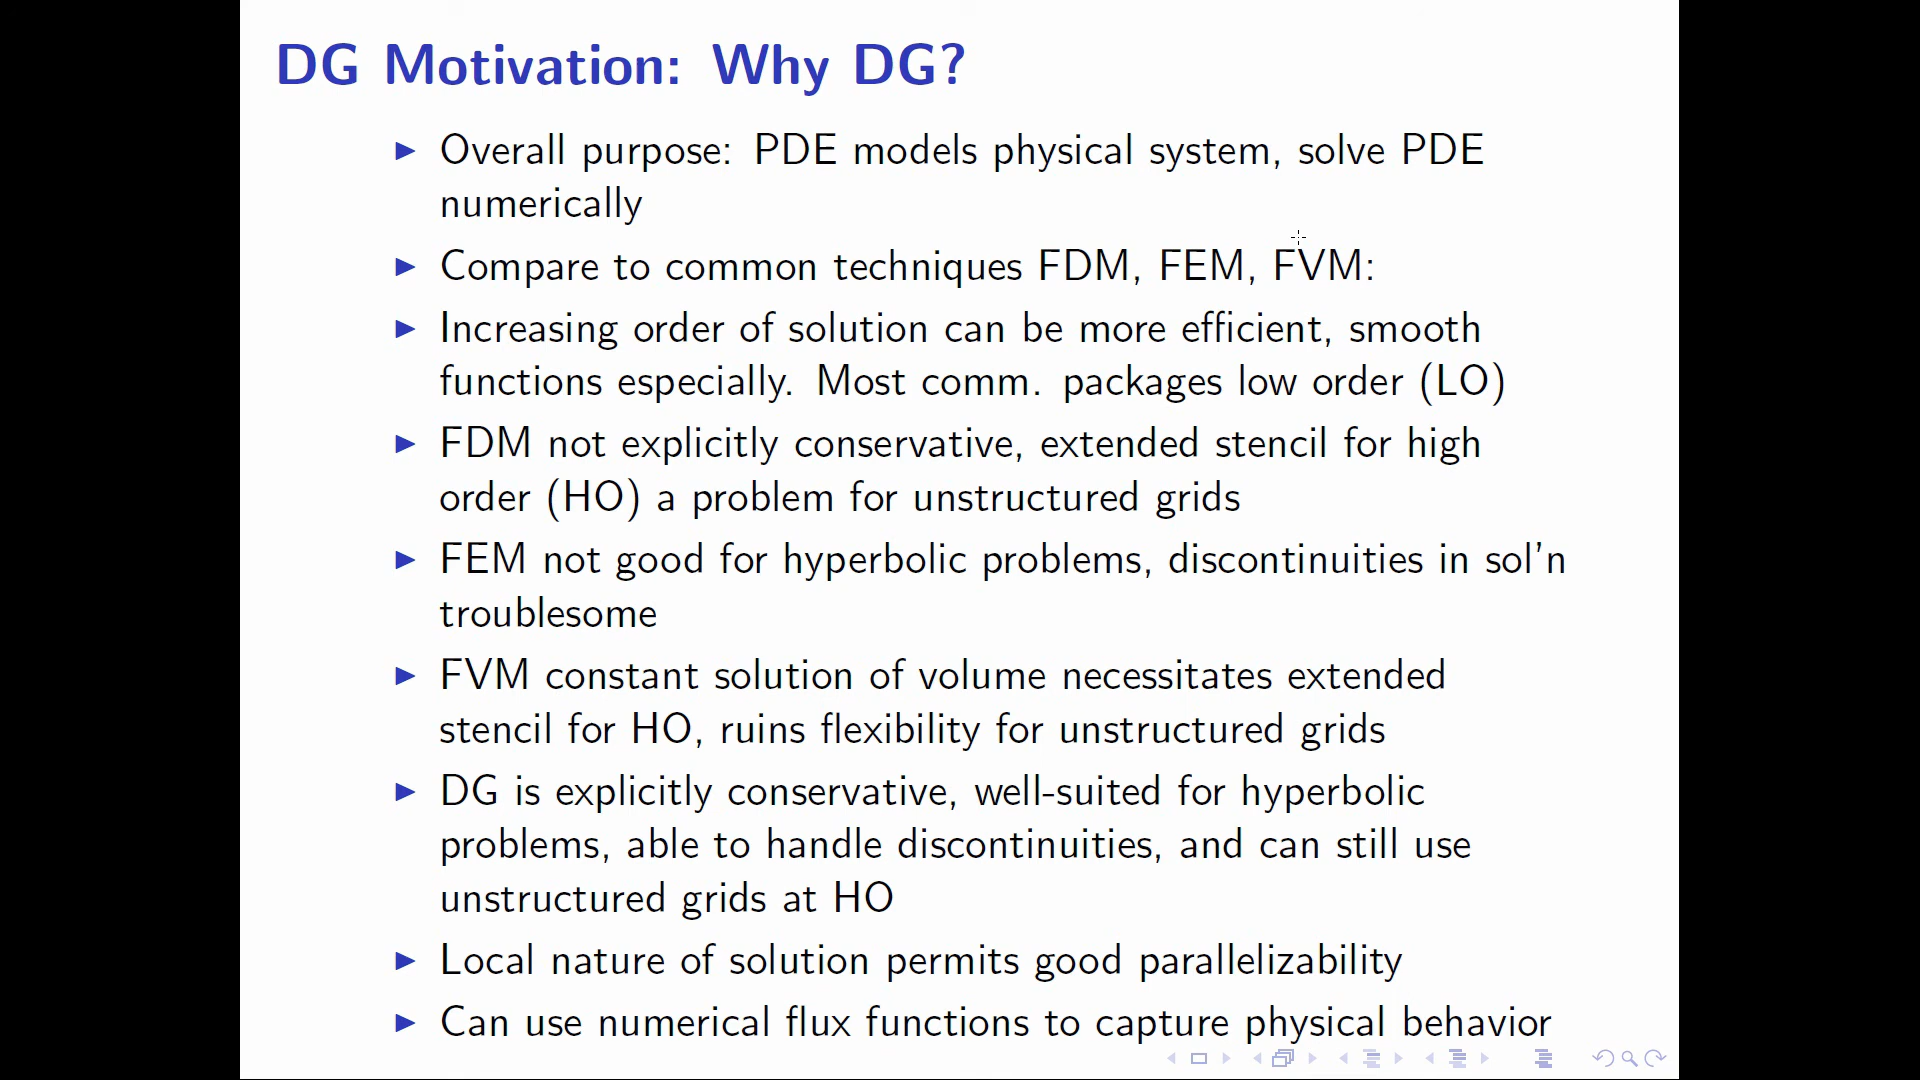 DG Motivation: Why DG?
Overall purpose: PDE models physical system, solve PDE
numerically
Compare to common techniques FDM, FEM, FVM:
Increasing order of solution can be more efficient, smooth
functions especially. Most comm. packages low order (LO)
FDM not explicitly conservative, extended stencil for high
order (HO) a problem for unstructured grids
FEM not good for hyperbolic problems, discontinuities in sol'n
troublesome
FVM constant solution of volume necessitates extended
stencil for HO, ruins flexibility for unstructured grids
DG is explicitly conservative, well-suited for hyperbolic
problems, able to handle discontinuities, and can still use
unstructured grids at HO
Local nature of solution permits good parallelizability
Can use numerical flux functions to capture physical behavior